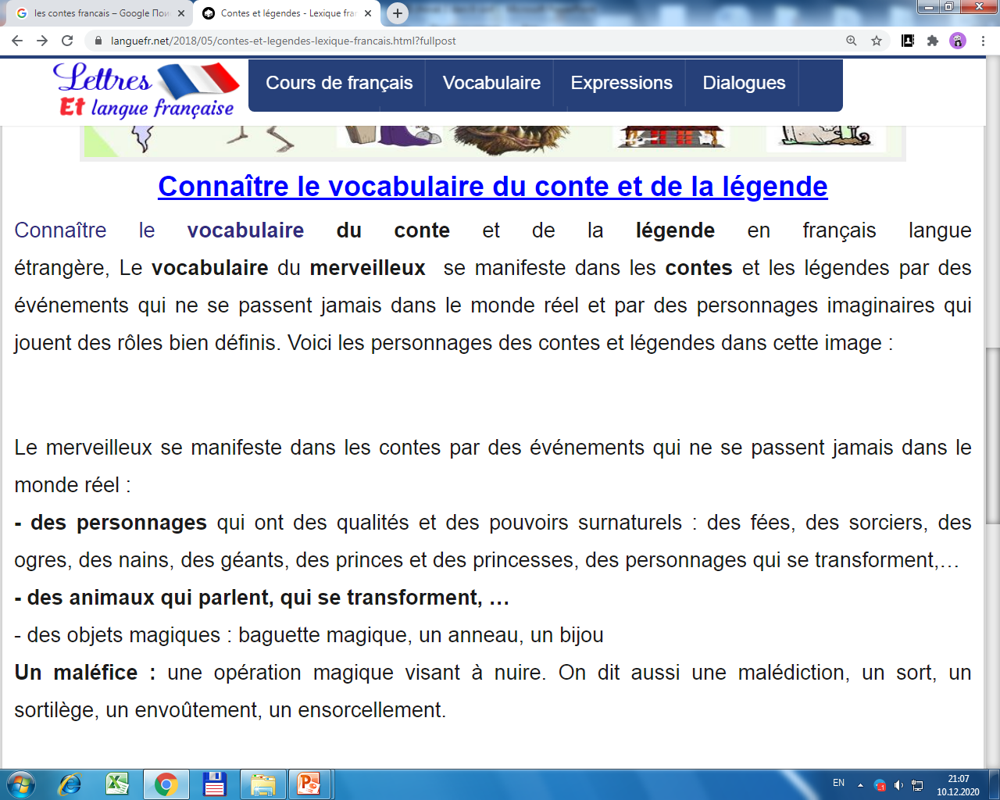 les contes francais – Google Пои
Contes et légendes - Lexique fran
languefr.net/2018/05/contes-et-legendes-lexique-francais.html?fullpost
Lettres
Et langue française
Cours de français
Vocabulaire
Expressions
Dialogues
Connaître le vocabulaire du conte et de la légende
Connaître le vocabulaire du conte et de la légende en français langue
étrangère, Le vocabulaire du merveilleux se manifeste dans les contes et les légendes par des
événements qui ne se passent jamais dans le monde réel et par des personnages imaginaires qui
jouent des rôles bien définis. Voici les personnages des contes et légendes dans cette image :
Le merveilleux se manifeste dans les contes par des événements qui ne se passent jamais dans le
monde réel :
- des personnages qui ont des qualités et des pouvoirs surnaturels : des fées, des sorciers, des
ogres, des nains, des géants, des princes et des princesses, des personnages qui se transforment,…
- des animaux qui parlent, qui se transforment, …
- des objets magiques : baguette magique, un anneau, un bijou
Un maléfice : une opération magique visant à nuire. On dit aussi une malédiction, un sort, un
sortilège, un envoûtement, un ensorcellement.
EN
21:07
10.12.2020